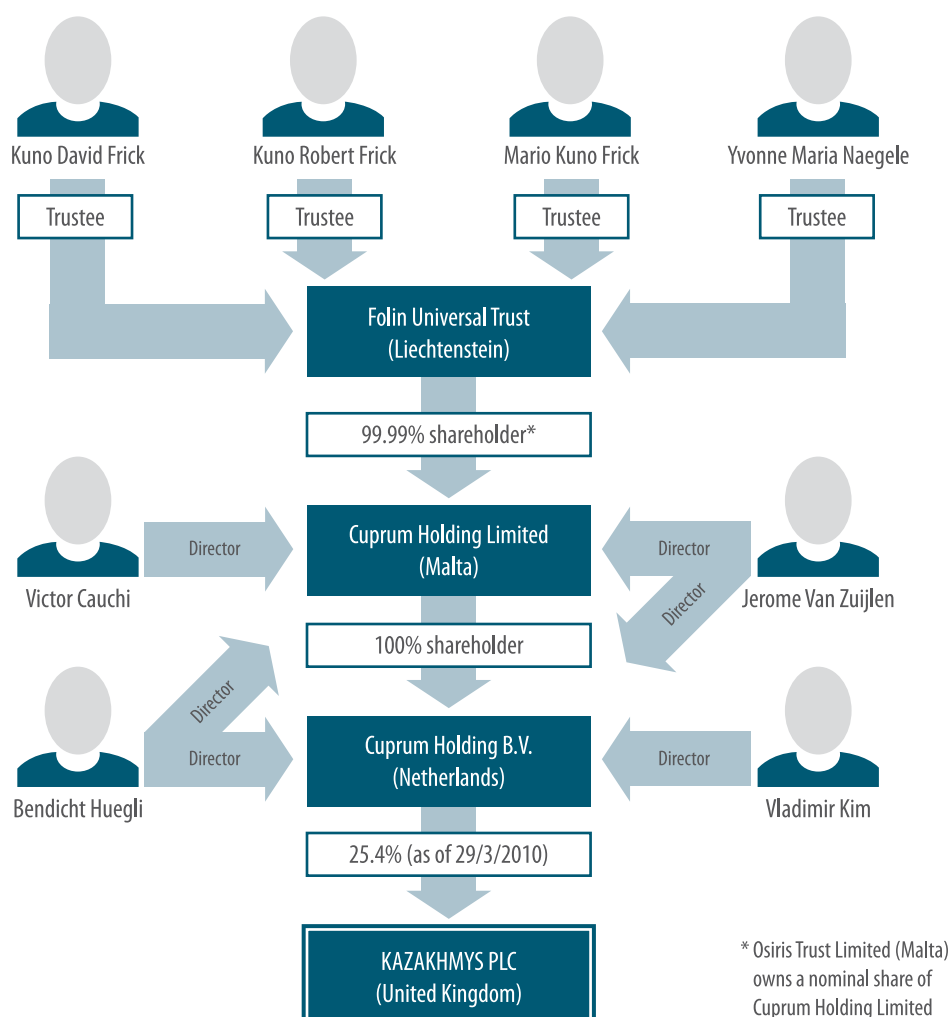 Kuno David Frick
Kuno Robert Frick
Mario Kuno Frick
Yvonne Maria Naegele
Trustee
Trustee
Trustee
Trustee
Folin Universal Trust
(Liechtenstein)
99.99% shareholder*
Victor Cauchi
Director
Cuprum Holding Limited
(Malta)
Director
Director
Jerome Van Zuijlen
100% shareholder
Director
Director
Bendicht Huegli
Cuprum Holding B.V.
(Netherlands)
Director
Vladimir Kim
25.4% (as of 29/3/2010)
KAZAKHMYS PLC
(United Kingdom)
* Osiris Trust Limited (Malta)
owns a nominal share of
Cuprum Holding Limited